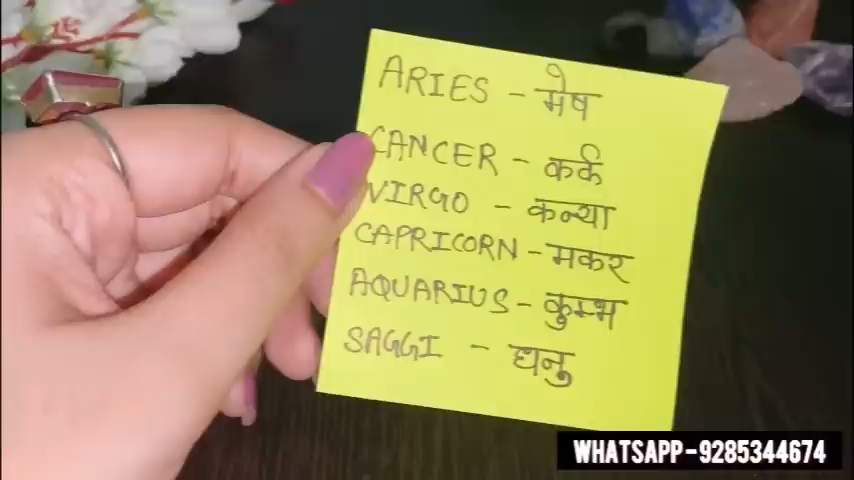 ARIES - मेष
CANCER - कर्क
VIRGO - कन्या
CAPRICORN - मकर
AQUARIUS - कुम्भ
SAGGI - धनु
WHATSAPP-9285344674